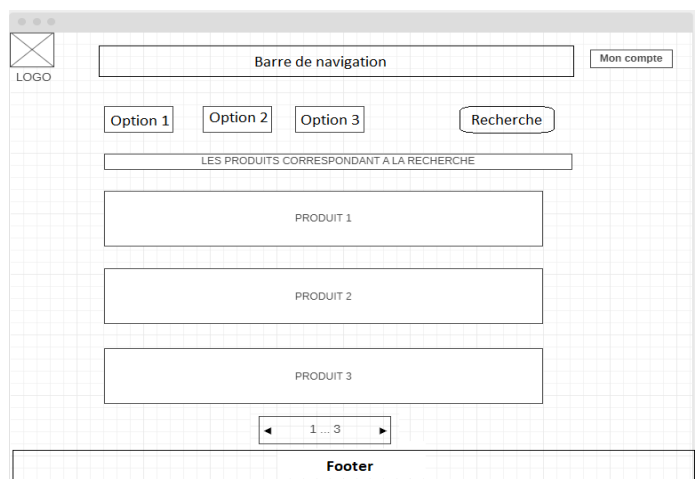 LOGO
Barre de navigation
Mon compte
Option 1
Option 2
Option 3
Recherche
LES PRODUITS CORRESPONDANT A LA RECHERCHE
PRODUIT 1
PRODUIT 2
PRODUIT 3
◄ 1 ... 3 ►
Footer